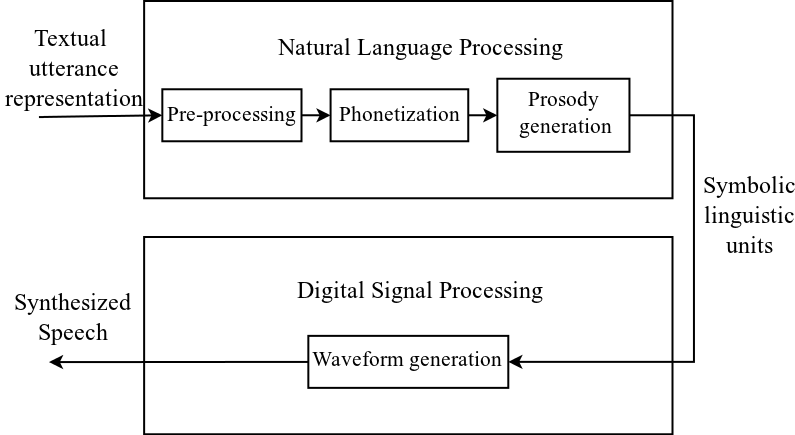 Textual
utterance
representation
Natural Language Processing
Pre-processing
Phonetization
Prosody
generation
Symbolic
linguistic
units
Digital Signal Processing
Waveform generation
Synthesized
Speech